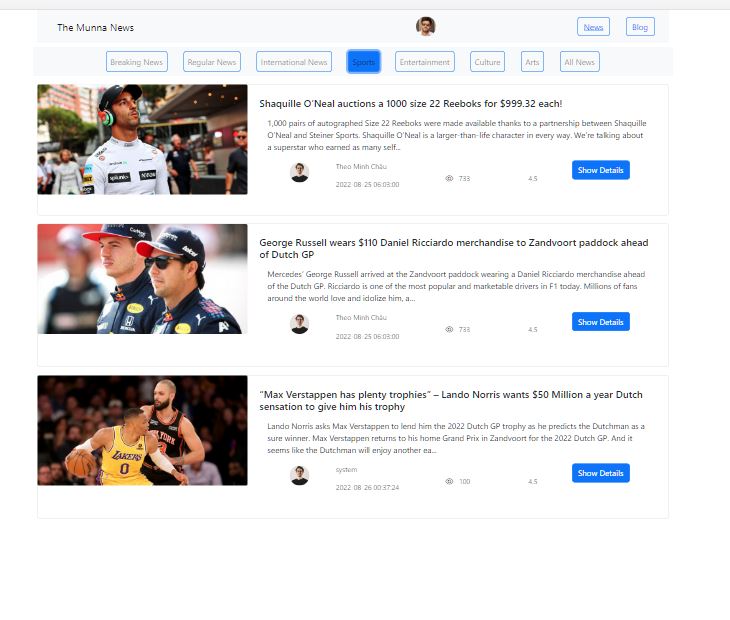 The Munna News
News
Blog
Breaking News
Regular News
International News
Sports
Entertainment
Culture
Arts
All News
splunk>
splunk>
Shaquille O'Neal auctions a 1000 size 22 Reeboks for $999.32 each!
1,000 pairs of autographed Size 22 Reeboks were made available thanks to a partnership between Shaquille
O'Neal and Steiner Sports. Shaquille O'Neal is a larger-than-life character in every way. We're talking about
a superstar who earned as many self...
Theo Minh Châu
2022-08-25 06:03:00
733
4.5
Show Details
George Russell wears $110 Daniel Ricciardo merchandise to Zandvoort paddock ahead
of Dutch GP
Mercedes' George Russell arrived at the Zandvoort paddock wearing a Daniel Ricciardo merchandise ahead
of the Dutch GP. Ricciardo is one of the most popular and marketable drivers in F1 today. Millions of fans
around the world love and idolize him, a...
Theo Minh Châu
2022-08-25 06:03:00
733
4.5
Show Details
LAKERS
0
"Max Verstappen has plenty trophies" – Lando Norris wants $50 Million a year Dutch
sensation to give him his trophy
Lando Norris asks Max Verstappen to lend him the 2022 Dutch GP trophy as he predicts the Dutchman as a
sure winner. Max Verstappen returns to his home Grand Prix in Zandvoort for the 2022 Dutch GP. And it
seems like the Dutchman will enjoy another ea...
system
2022-08-26 00:37:24
100
4.5
Show Details